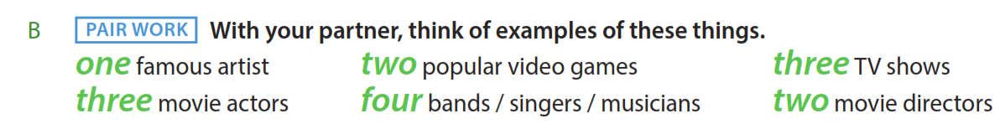 B PAIR WORK With your partner, think of examples of these things.
one famous artist two popular video games three TV shows
three movie actors four bands / singers / musicians two movie directors